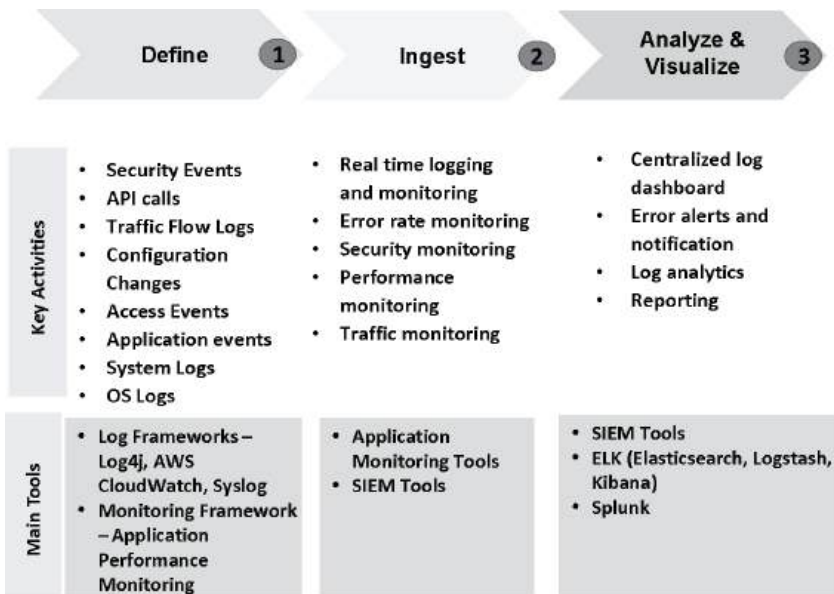 Define
1
Ingest
2
Analyze &
Visualize
3
Key Activities
• Security Events
• API calls
• Traffic Flow Logs
• Configuration
Changes
• Access Events
• Application events
• System Logs
• OS Logs
• Real time logging
and monitoring
• Error rate monitoring
• Security monitoring
• Performance
monitoring
• Traffic monitoring
• Centralized log
dashboard
• Error alerts and
notification
• Log analytics
• Reporting
Main Tools
• Log Frameworks –
Log4j, AWS
CloudWatch, Syslog
• Monitoring Framework
– Application
Performance
Monitoring
• Application
Monitoring Tools
• SIEM Tools
• SIEM Tools
• ELK (Elasticsearch, Logstash,
Kibana)
• Splunk